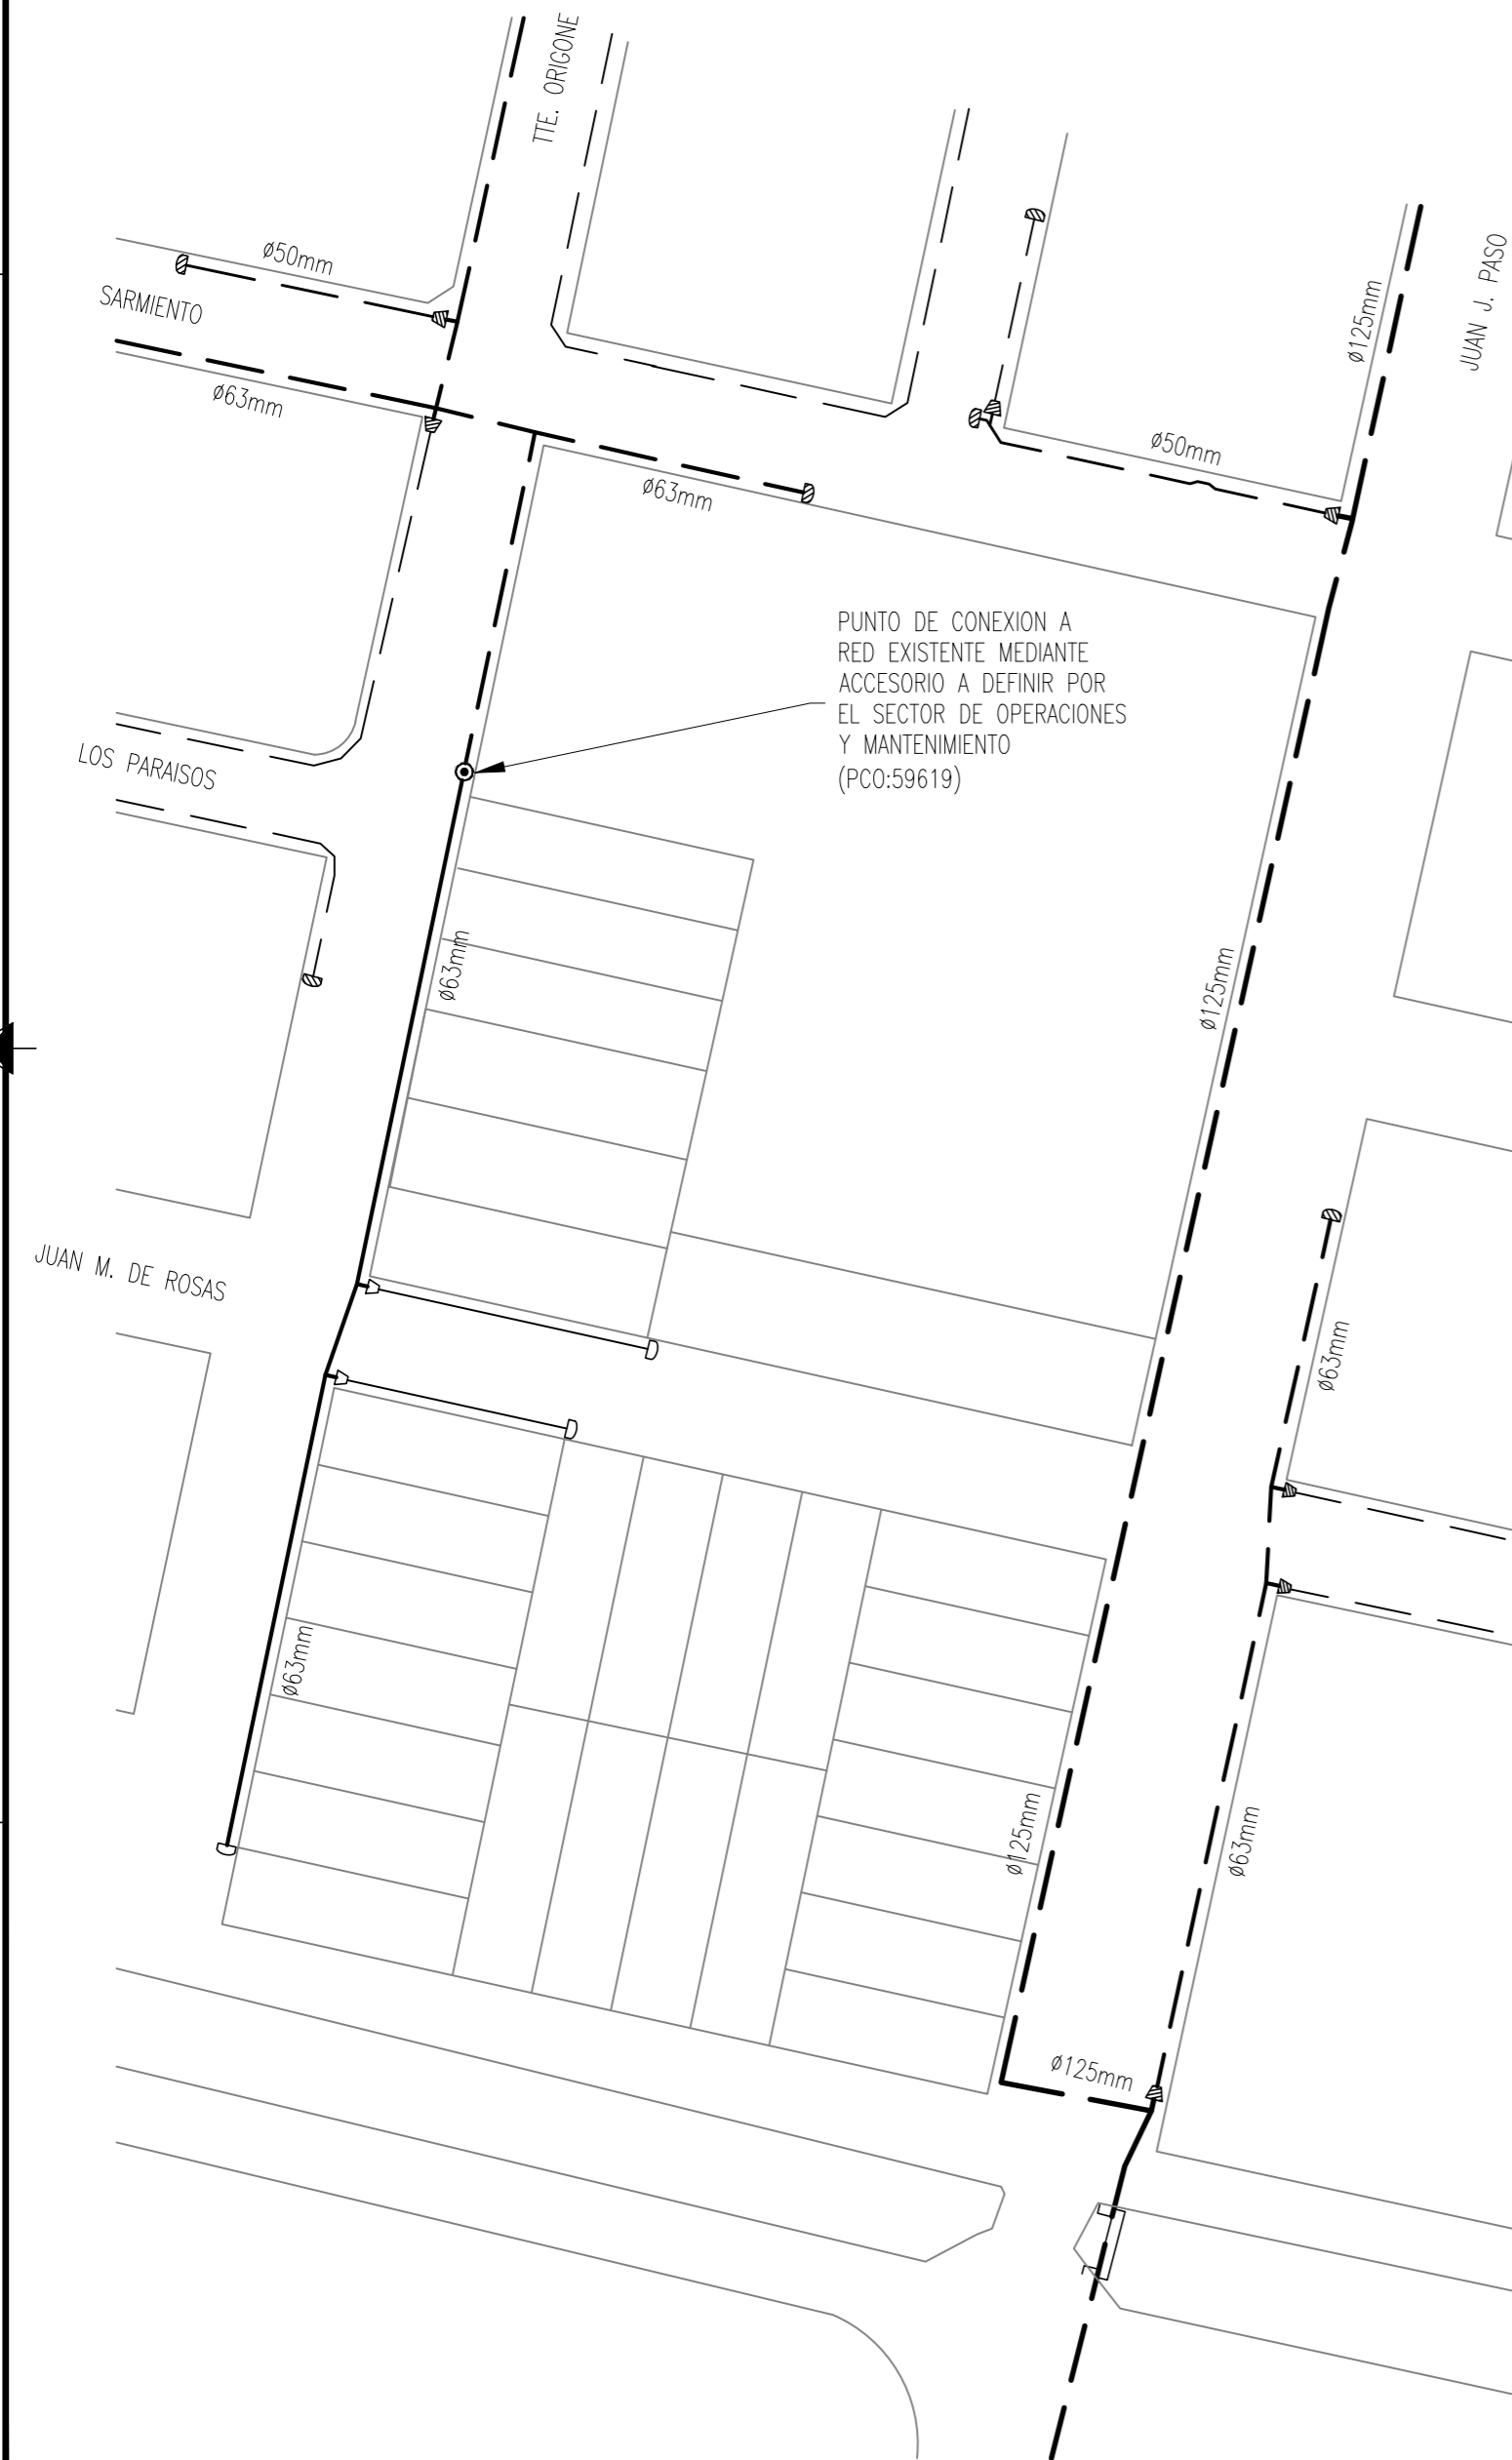 TTE. ORIGONE
JUAN J. PASO
ø50mm
SARMIENTO
ø125mm
ø63mm
ø50mm
ø63mm
PUNTO DE CONEXION A
RED EXISTENTE MEDIANTE
ACCESORIO A DEFINIR POR
EL SECTOR DE OPERACIONES
Y MANTENIMIENTO
(PCO:59619)
LOS PARAISOS
ø63mm
ø125mm
JUAN M. DE ROSAS
ø63mm
ø63mm
ø125mm
ø63mm
ø125mm